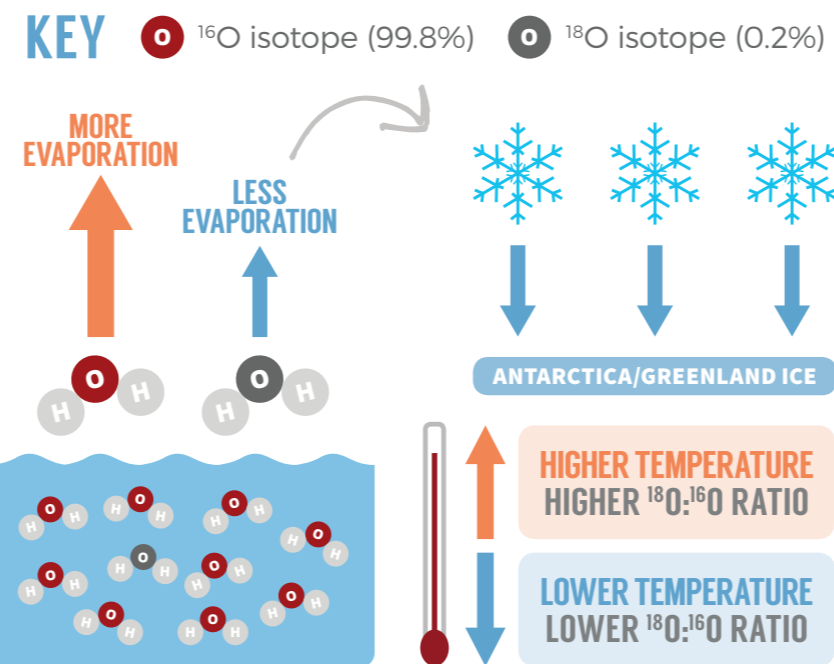 KEY
O ¹⁶O isotope (99.8%)
O ¹⁸O isotope (0.2%)
MORE
EVAPORATION
LESS
EVAPORATION
H O H
H O H
ANTARCTICA/GREENLAND ICE
HIGHER TEMPERATURE
HIGHER ¹⁸O:¹⁶O RATIO
LOWER TEMPERATURE
LOWER ¹⁸O:¹⁶O RATIO
H O H
H O H
H O H
H O H
H O H
H O H
H O H
H O H
H O H
H O H